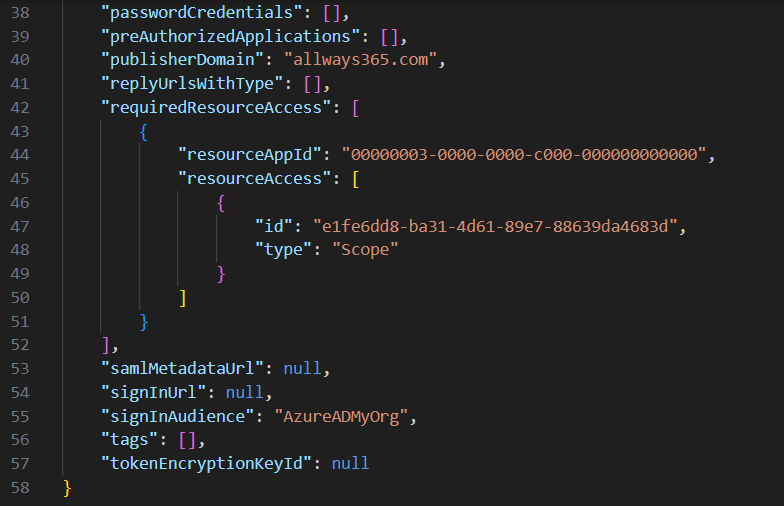 38 "passwordCredentials": [],
39 "preAuthorizedApplications": [],
40 "publisherDomain": "allways365.com",
41 "replyUrlsWithType": [],
42 "requiredResourceAccess": [
43 {
44 "resourceAppId": "00000003-0000-0000-c000-000000000000",
45 "resourceAccess": [
46 {
47 "id": "e1fe6dd8-ba31-4d61-89e7-88639da4683d",
48 "type": "Scope"
49 }
50 ]
51 }
52 ],
53 "samlMetadataUrl": null,
54 "signInUrl": null,
55 "signInAudience": "AzureADMyOrg",
56 "tags": [],
57 "tokenEncryptionKeyId": null
58 }